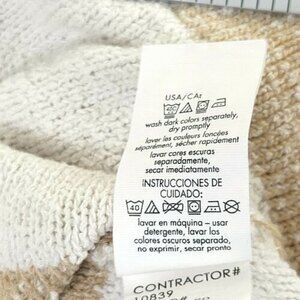 USA/CA:
40
wash dark colors separately,
dry promptly
laver les couleurs foncées
séparément, sécher rapidement
lavar cores escuras
separadamente,
secar imediatamente
INSTRUCCIONES DE
CUIDADO:
40
lavar en máquina - usar
detergente, lavar los
colores oscuros separado,
no exprimir, secar pronto
CONTRACTOR#
10839